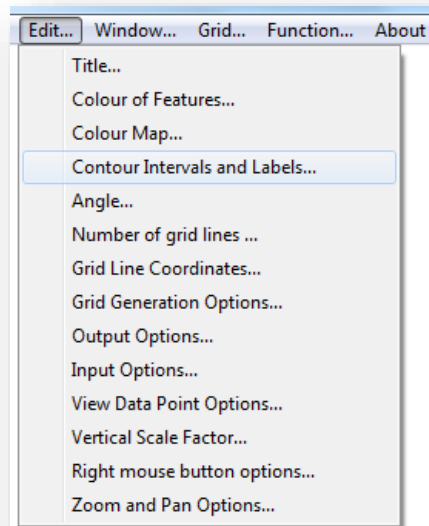 Edit... Window... Grid... Function... About
Title...
Colour of Features...
Colour Map...
Contour Intervals and Labels...
Angle...
Number of grid lines ...
Grid Line Coordinates...
Grid Generation Options...
Output Options...
Input Options...
View Data Point Options...
Vertical Scale Factor...
Right mouse button options...
Zoom and Pan Options...